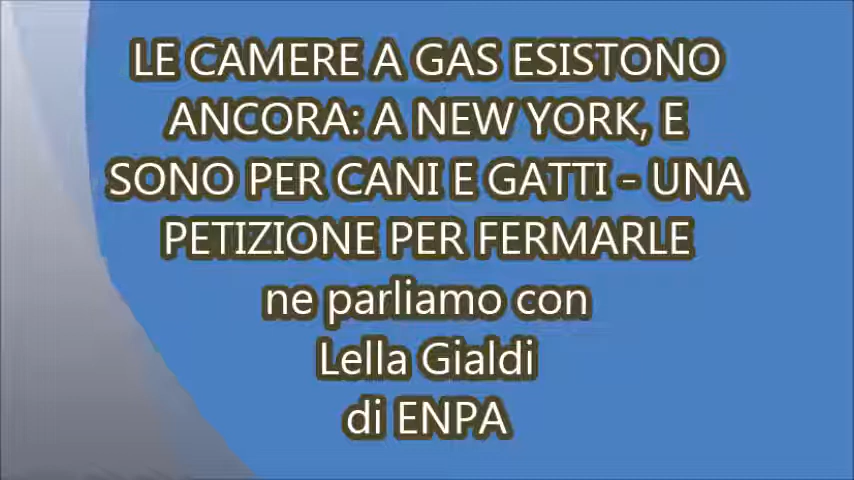 LE CAMERE A GAS ESISTONO
ANCORA: A NEW YORK, E
SONO PER CANI E GATTI - UNA
PETIZIONE PER FERMARLE
ne parliamo con
Lella Gialdi
di ENPA